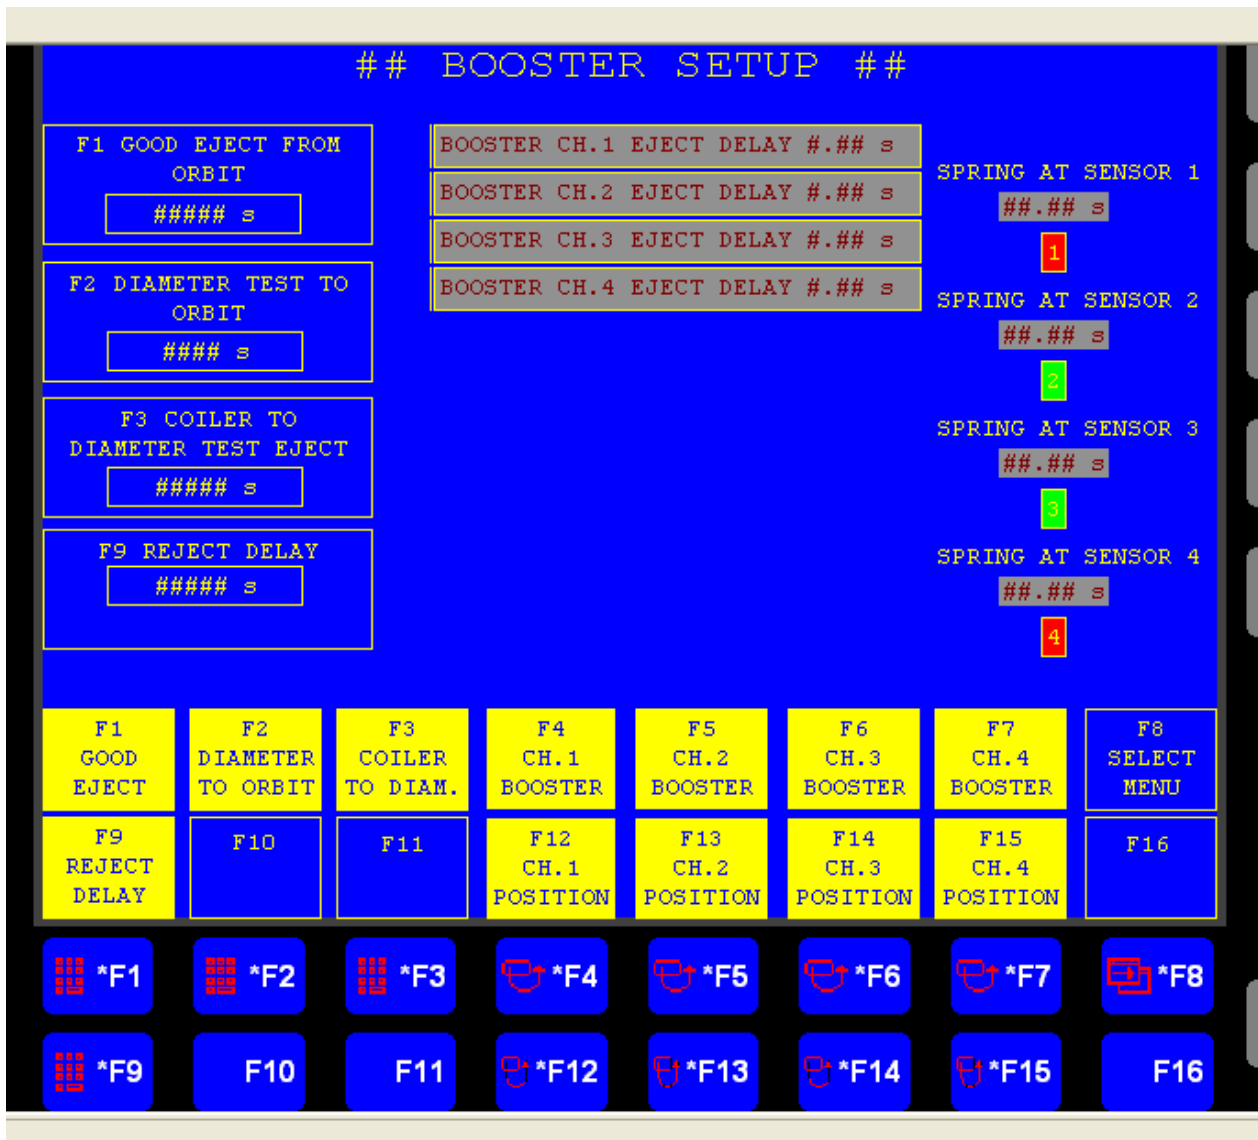 ## BOOSTER SETUP ##
F1 GOOD EJECT FROM
ORBIT
##### s
F2 DIAMETER TEST TO
ORBIT
#### s
F3 COILER TO
DIAMETER TEST EJECT
##### s
F9 REJECT DELAY
##### s
BOOSTER CH.1 EJECT DELAY #.## s
BOOSTER CH.2 EJECT DELAY #.## s
BOOSTER CH.3 EJECT DELAY #.## s
BOOSTER CH.4 EJECT DELAY #.## s
SPRING AT SENSOR 1
##.## s
1
SPRING AT SENSOR 2
##.## s
2
SPRING AT SENSOR 3
##.## s
3
SPRING AT SENSOR 4
##.## s
4
F1
GOOD
EJECT
F2
DIAMETER
TO ORBIT
F3
COILER
TO DIAM.
F4
CH.1
BOOSTER
F5
CH.2
BOOSTER
F6
CH.3
BOOSTER
F7
CH.4
BOOSTER
F8
SELECT
MENU
F9
REJECT
DELAY
F10
F11
F12
CH.1
POSITION
F13
CH.2
POSITION
F14
CH.3
POSITION
F15
CH.4
POSITION
F16
*F1
*F2
*F3
*F4
*F5
*F6
*F7
*F8
*F9
F10
F11
*F12
*F13
*F14
*F15
F16